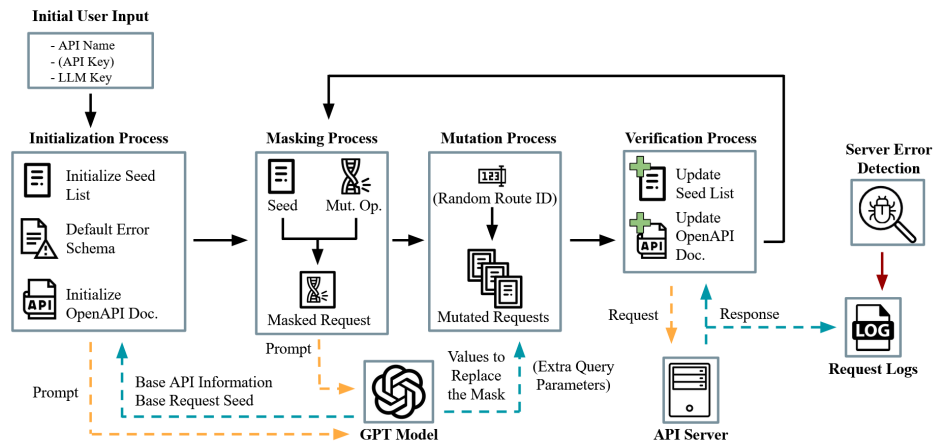 Initial User Input
- API Name
- (API Key)
- LLM Key
Initialization Process
Initialize Seed
List
Default Error
Schema
API
Initialize
OpenAPI Doc.
Masking Process
Seed
Mut. Op.
Masked Request
Mutation Process
123
(Random Route ID)
Mutated Requests
Verification Process
Update
Seed List
API
Update
OpenAPI
Doc.
Server Error
Detection
LOG
Request Logs
Request
Response
API Server
Prompt
Base API Information
Base Request Seed
Prompt
GPT Model
Values to
Replace
the Mask
(Extra Query
Parameters)